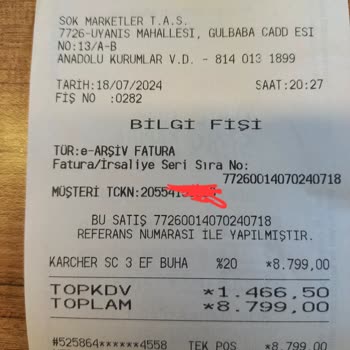 SOK MARKETLER T.A.S.
7726-UYANIS MAHALLESI, GULBABA CADD ESI
NO:13/A-B
ANADOLU KURUMLAR V.D. - 814 013 1899
TARİH:18/07/2024 SAAT:20:27
FİŞ NO :0282
BİLGİ FİŞİ
TÜR:e-ARŞİV FATURA
Fatura/İrsaliye Seri Sıra No:
77260014070240718
MÜŞTERİ TCKN:
BU SATIŞ 77260014070240718
REFERANS NUMARASI İLE YAPILMIŞTIR.
KARCHER SC 3 EF BUHA %20 *8.799,00
TOPKDV *1.466,50
TOPLAM *8.799,00
#525864******4558 TEK POS *8.799,00